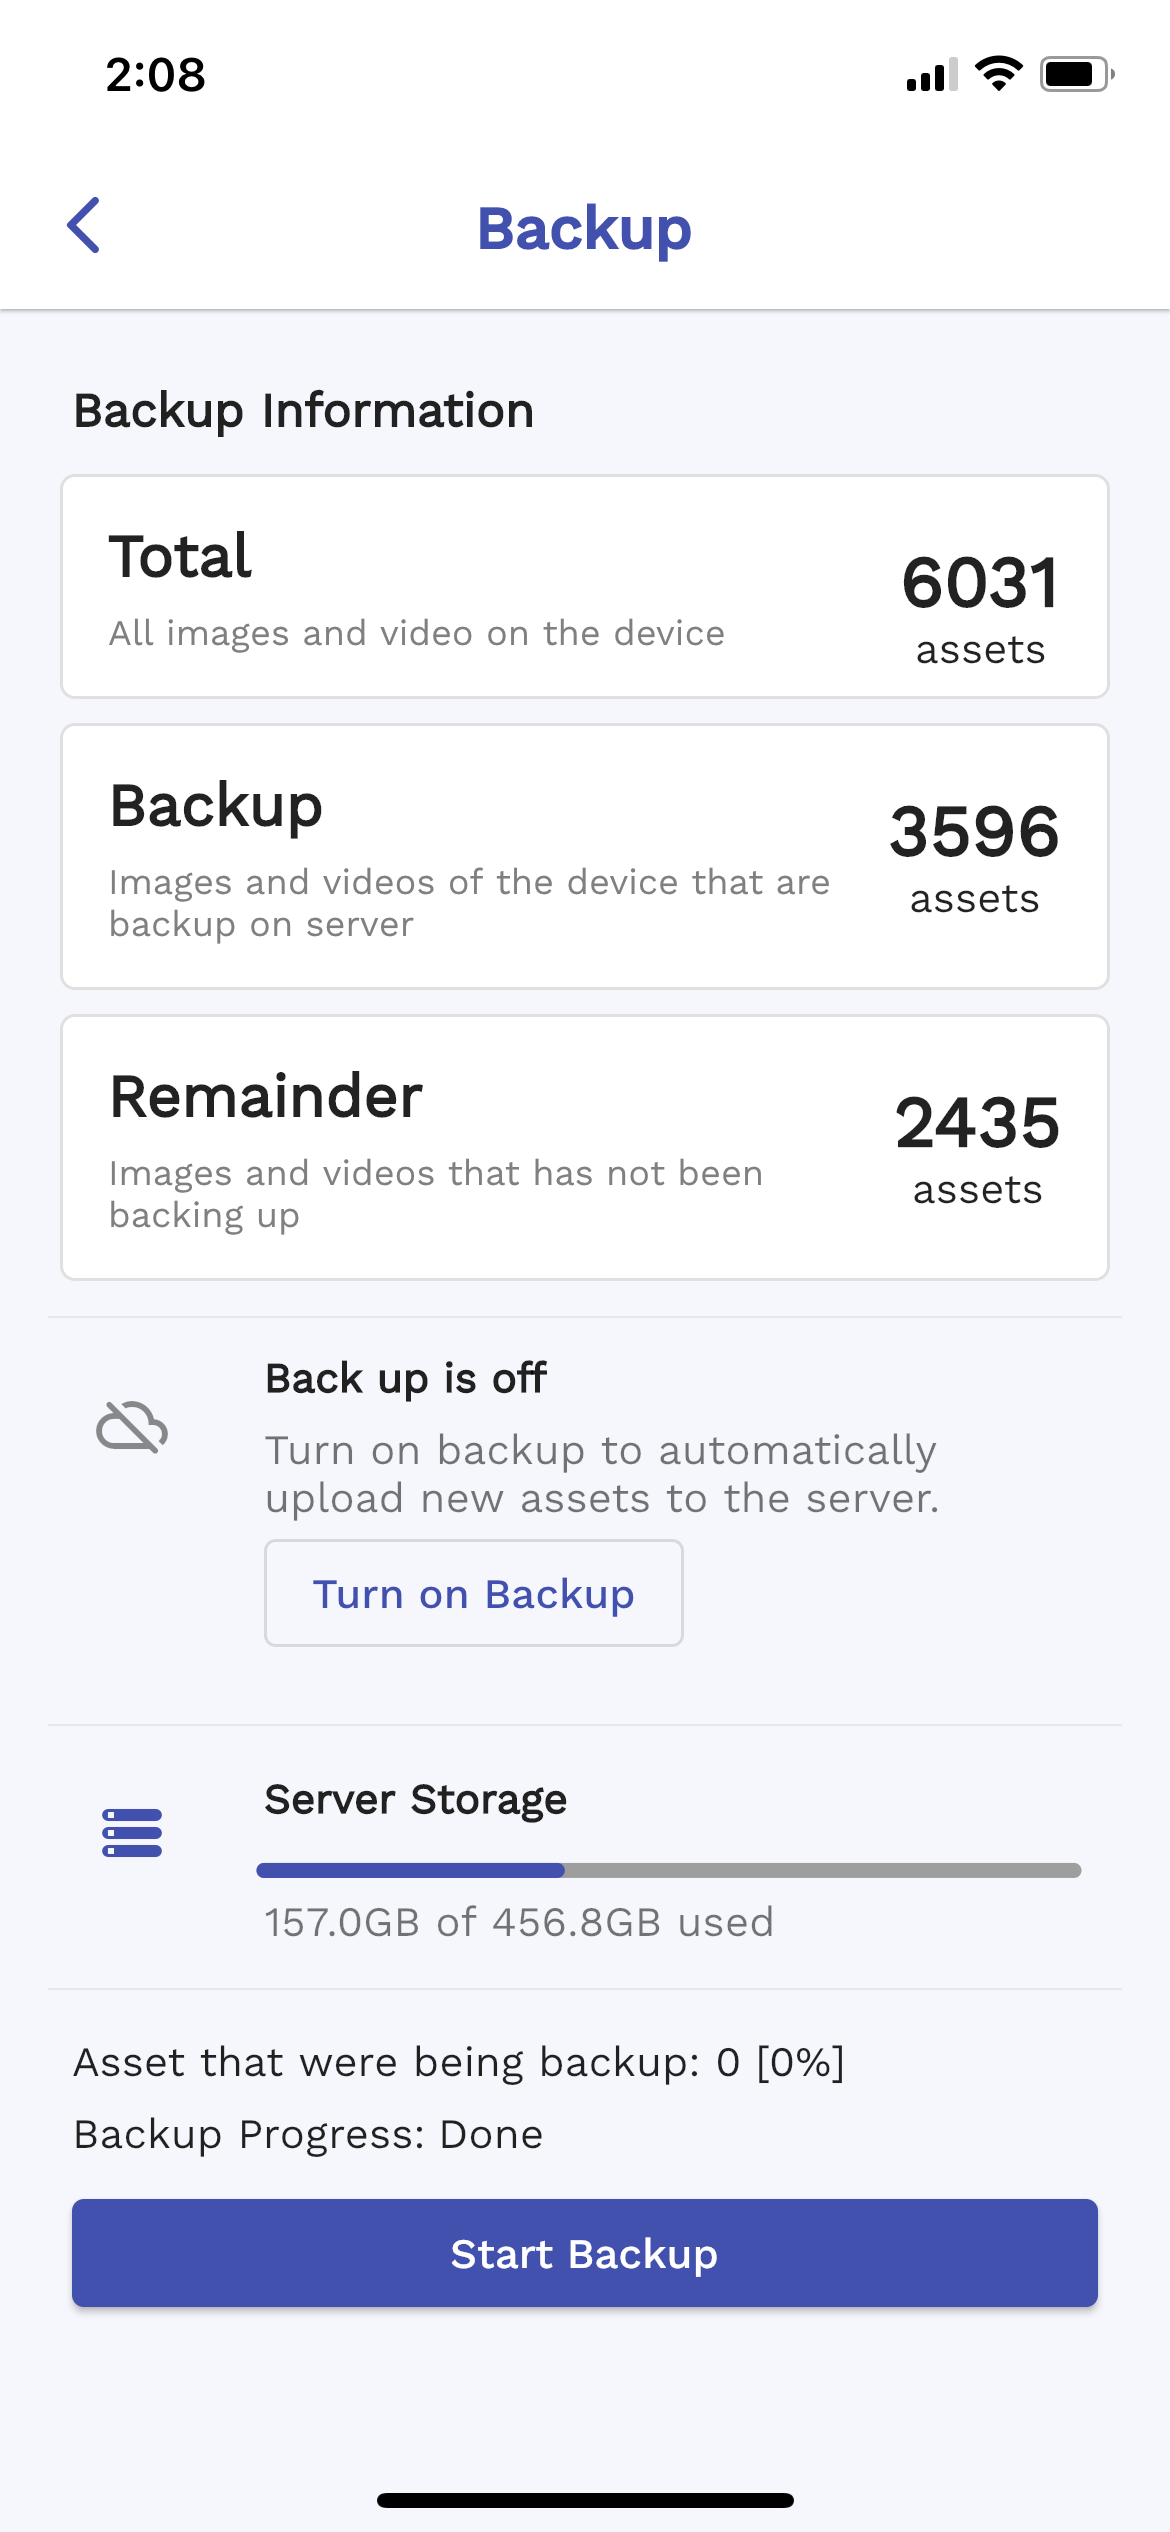 2:08
Backup
Backup Information
Total
All images and video on the device
6031
assets
Backup
Images and videos of the device that are
backup on server
3596
assets
Remainder
Images and videos that has not been
backing up
2435
assets
Back up is off
Turn on backup to automatically
upload new assets to the server.
Turn on Backup
Server Storage
157.0GB of 456.8GB used
Asset that were being backup: 0 [0%]
Backup Progress: Done
Start Backup